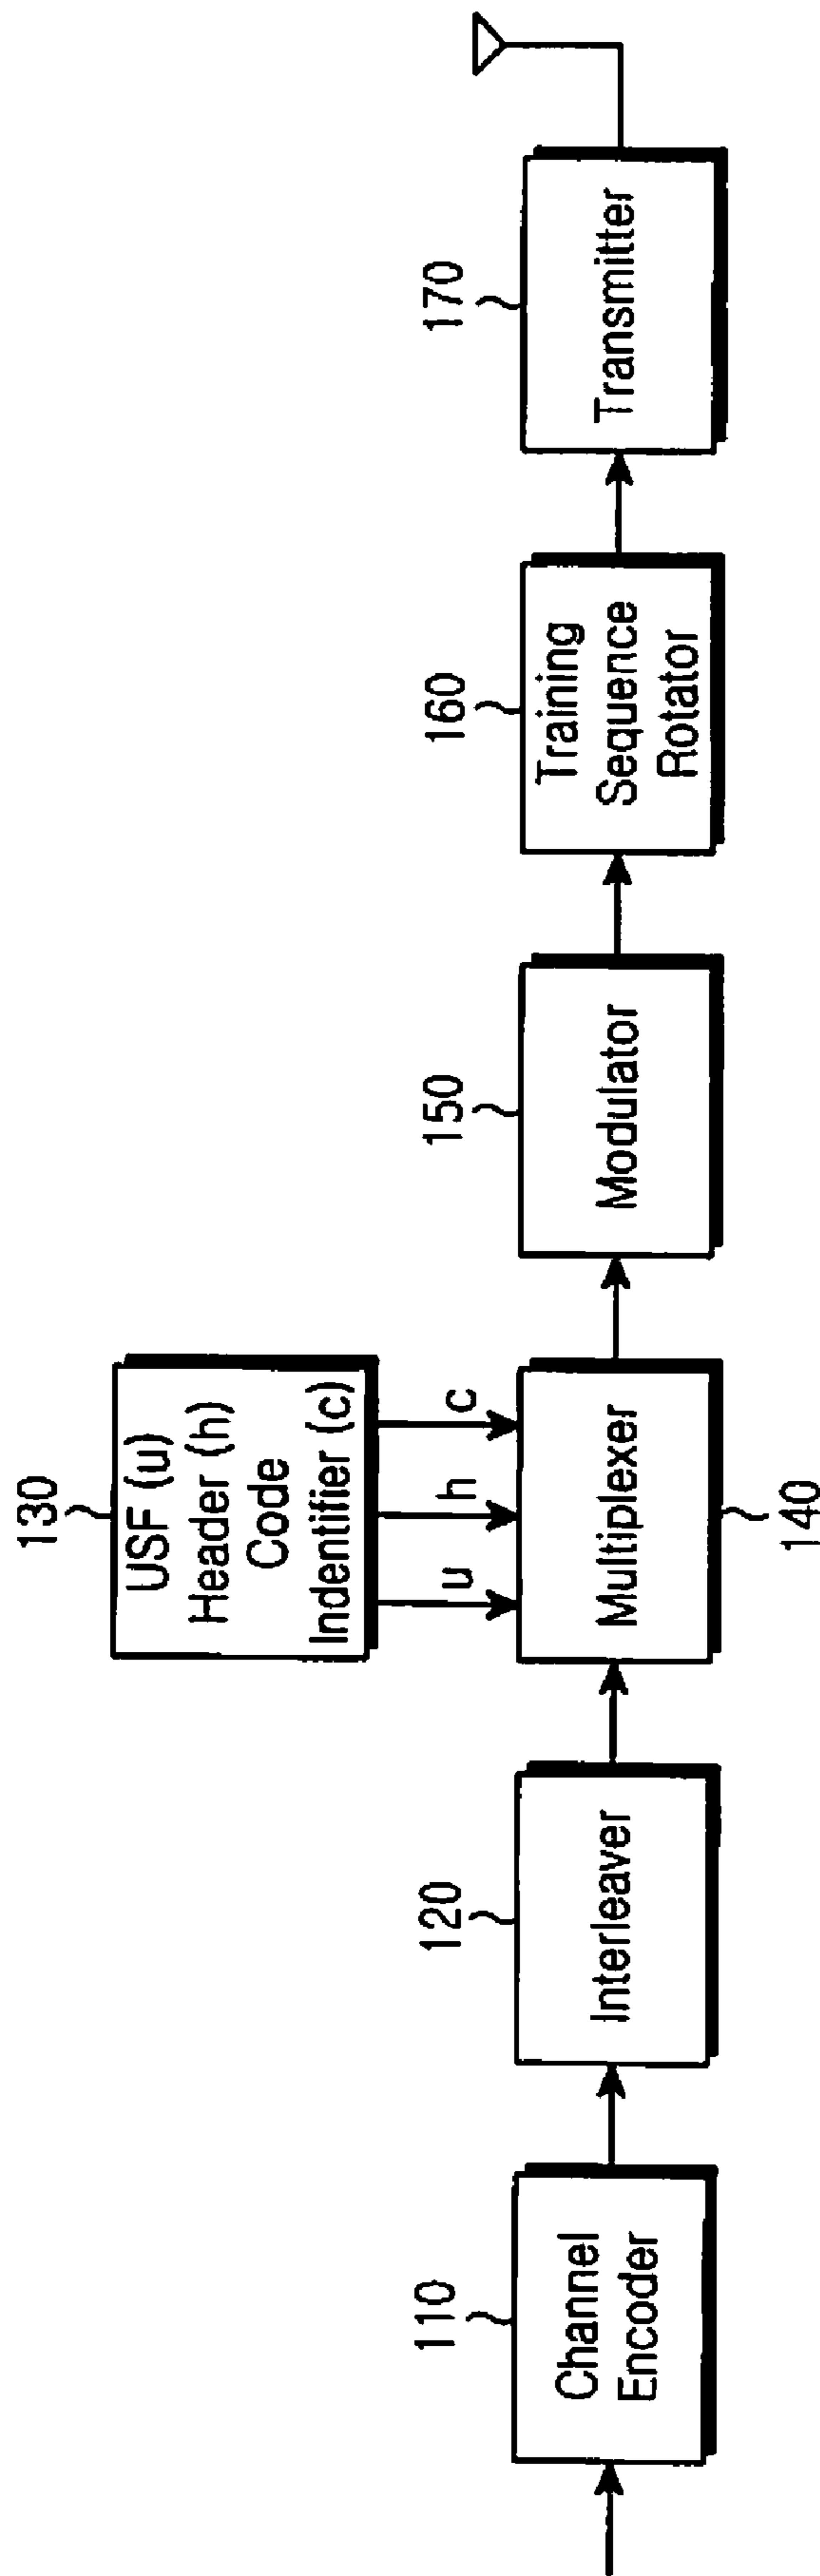 110
Channel
Encoder
120
Interleaver
130
USF (u)
Header (h)
Code
Indentifier (c)
u
h
c
Multiplexer
140
150
Modulator
160
Training
Sequence
Rotator
170
Transmitter